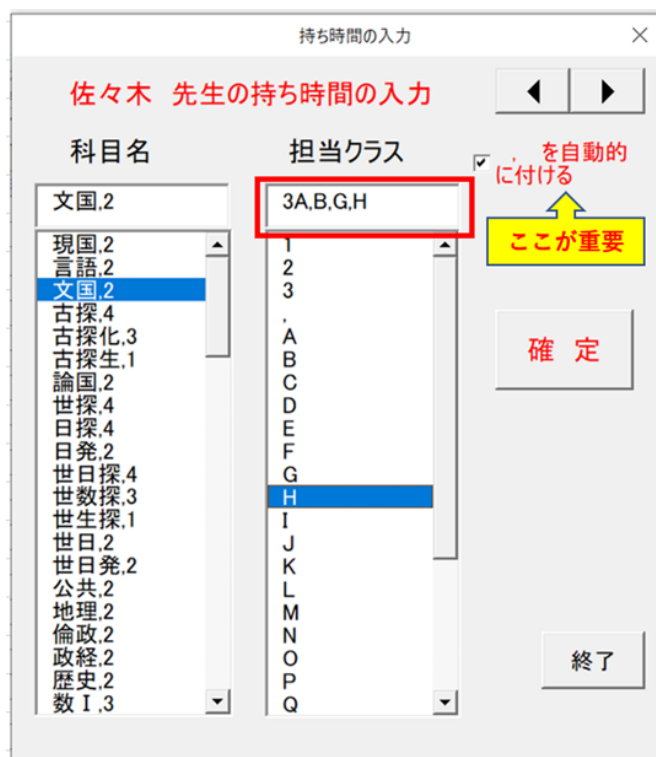 持ち時間の入力
佐々木 先生の持ち時間の入力
科目名
担当クラス
, を自動的
に付ける
文国,2
3A,B,G,H
ここが重要
現国,2
言語,2
文国,2
古探,4
古探化,3
古探生,1
論国,2
世探,4
日探,4
日発,2
世日探,4
世数探,3
世生探,1
世日,2
世日発,2
公共,2
地理,2
倫政,2
政経,2
歴史,2
数Ⅰ,3
1
2
3
,
A
B
C
D
E
F
G
H
I
J
K
L
M
N
O
P
Q
確 定
終了